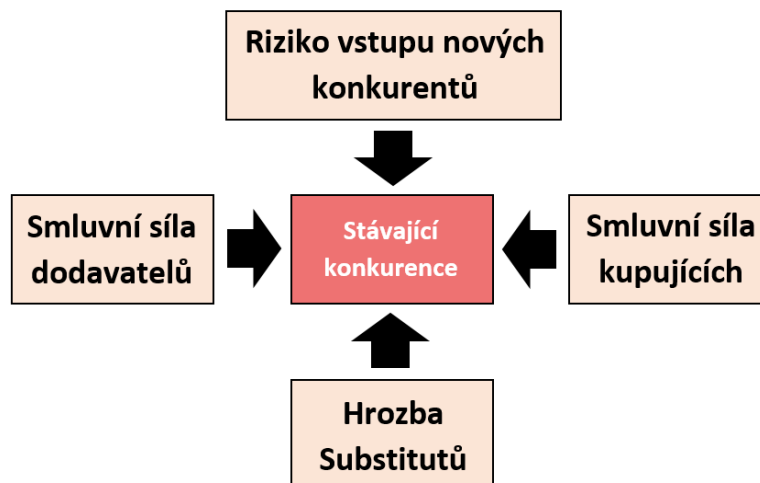 Riziko vstupu nových
konkurentů
Smluvní síla
dodavatelů
Stávající
konkurence
Smluvní síla
kupujících
Hrozba
Substitutů